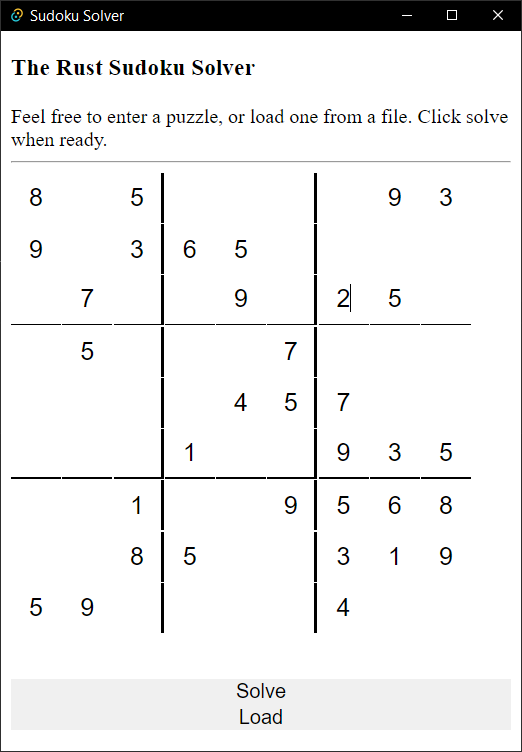 Sudoku Solver
The Rust Sudoku Solver
Feel free to enter a puzzle, or load one from a file. Click solve
when ready.
8 5 9 3
9 3 6 5
7 9 2 5
5 7
4 5 7
1 9 3 5
1 9 5 6 8
8 5 3 1 9
5 9 4
Solve
Load